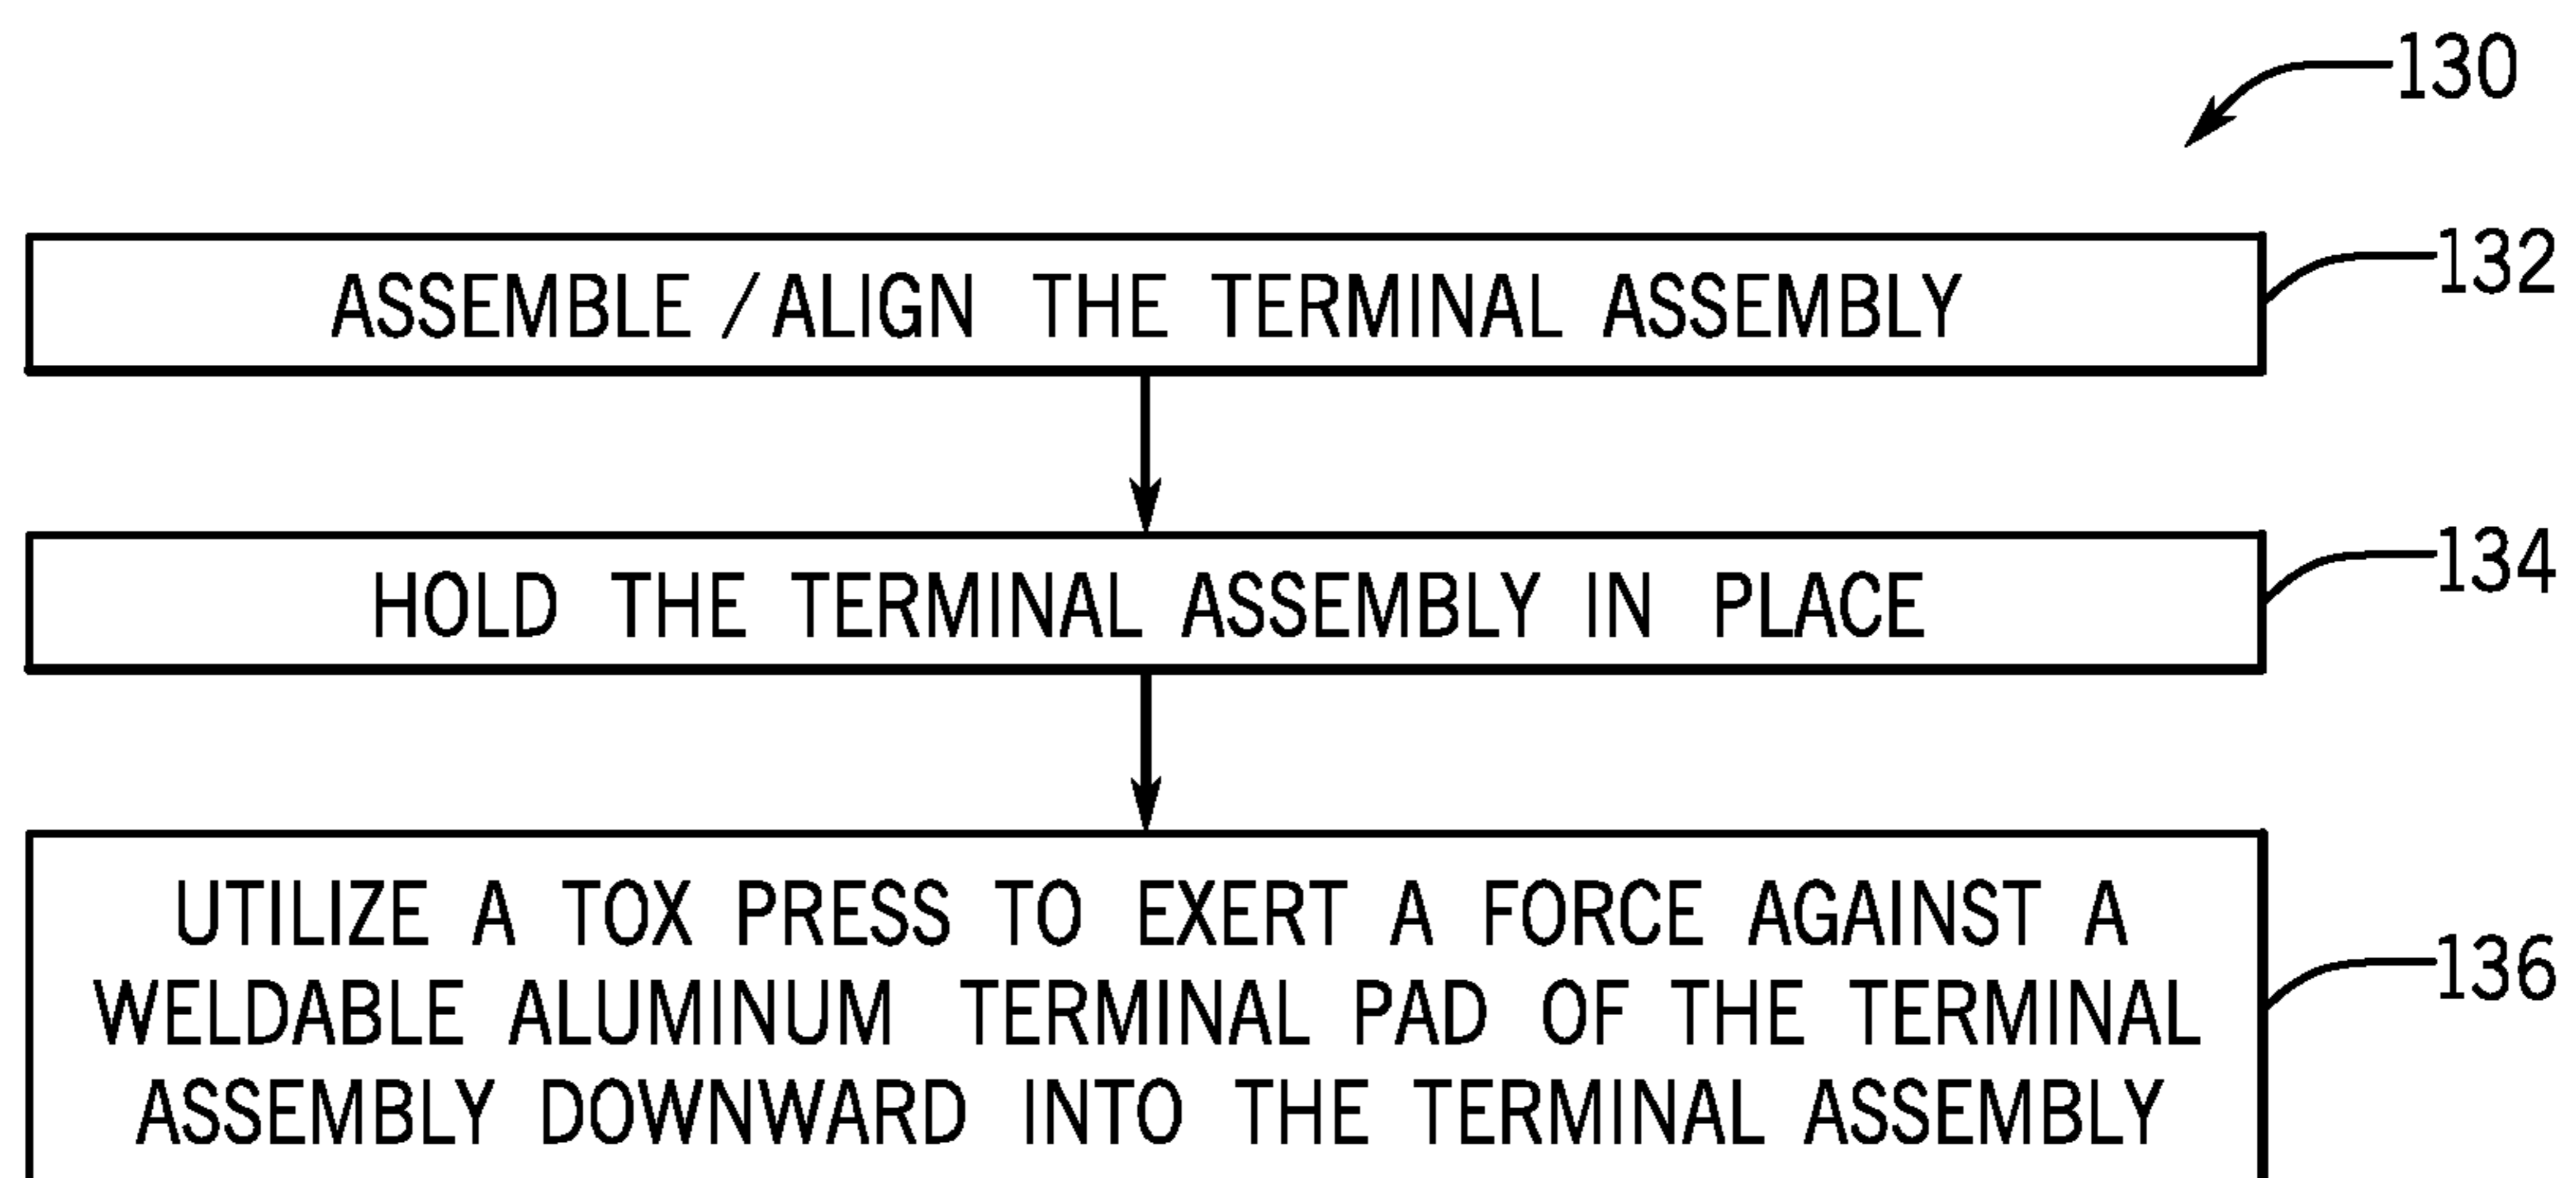 130
ASSEMBLE / ALIGN THE TERMINAL ASSEMBLY
132
HOLD THE TERMINAL ASSEMBLY IN PLACE
134
UTILIZE A TOX PRESS TO EXERT A FORCE AGAINST A
WELDABLE ALUMINUM TERMINAL PAD OF THE TERMINAL
ASSEMBLY DOWNWARD INTO THE TERMINAL ASSEMBLY
136